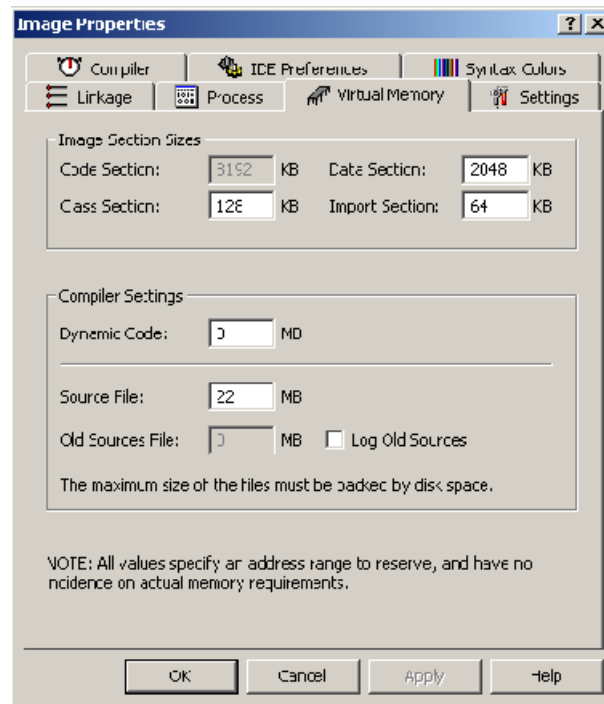 Image Properties
Compiler IDE Preferences Syntax Colors
Linkage Process Virtual Memory Settings
Image Section Sizes
Code Section: 8192 KB Data Section: 2048 KB
Class Section: 128 KB Import Section: 64 KB
Compiler Settings
Dynamic Code: 0 MB
Source File: 22 MB
Old Sources File: 0 MB Log Old Sources
The maximum size of the files must be backed by disk space.
NOTE: All values specify an address range to reserve, and have no
incidence on actual memory requirements.
OK Cancel Apply Help